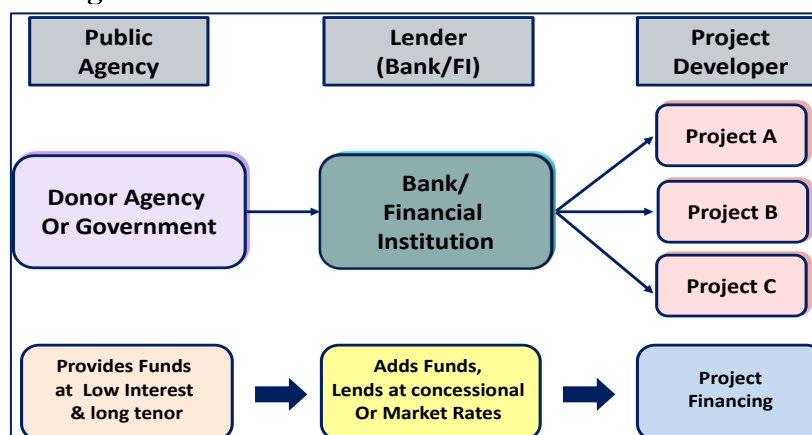 Public
Agency
Lender
(Bank/FI)
Project
Developer
Donor Agency
Or Government
Bank/
Financial
Institution
Project A
Project B
Project C
Provides Funds
at Low Interest
& long tenor
Adds Funds,
Lends at concessional
Or Market Rates
Project
Financing